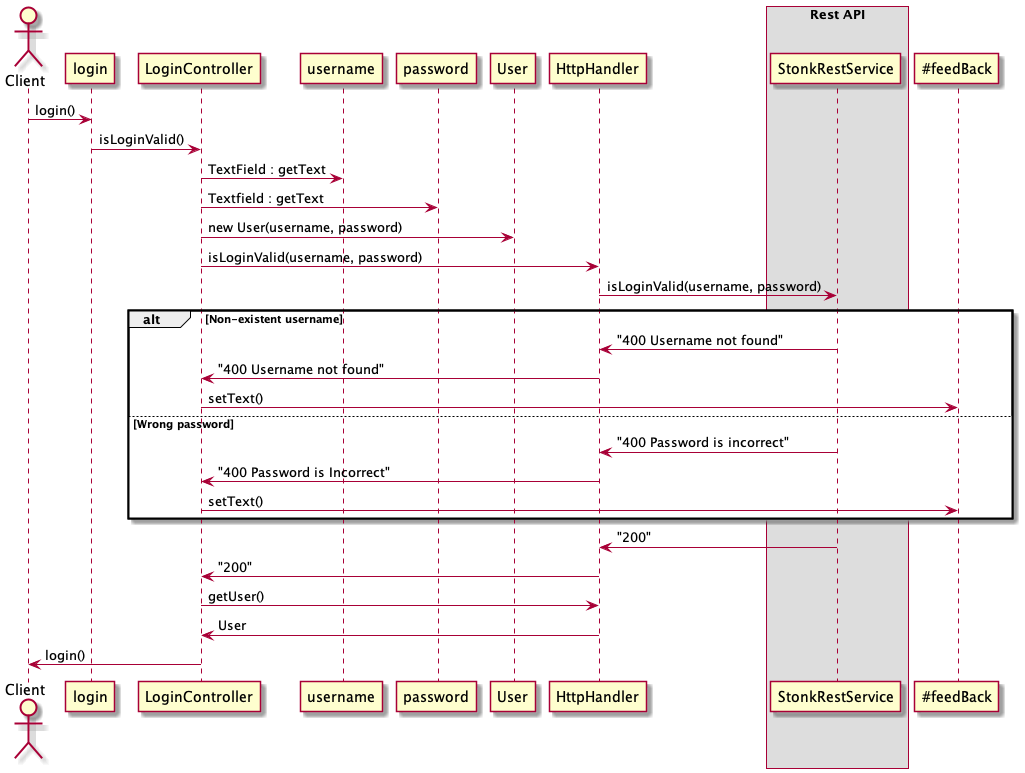 Rest API
Client
login
LoginController
username
password
User
HttpHandler
StonkRestService
#feedBack
login()
isLoginValid()
TextField : getText
Textfield : getText
new User(username, password)
isLoginValid(username, password)
isLoginValid(username, password)
alt
[Non-existent username]
"400 Username not found"
"400 Username not found"
setText()
[Wrong password]
"400 Password is incorrect"
"400 Password is Incorrect"
setText()
"200"
"200"
getUser()
User
login()
Client
login
LoginController
username
password
User
HttpHandler
StonkRestService
#feedBack